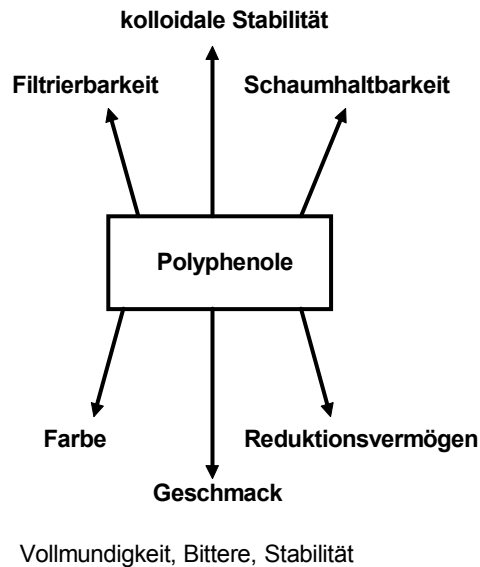 kolloidale Stabilität
Filtrierbarkeit
Schaumhaltbarkeit
Polyphenole
Farbe
Reduktionsvermögen
Geschmack
Vollmundigkeit, Bittere, Stabilität